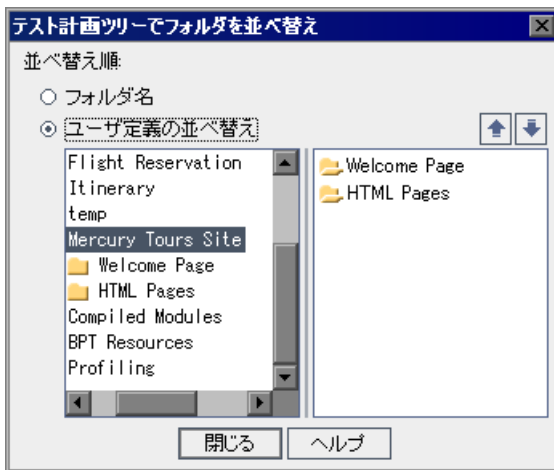 テスト計画ツリーでフォルダを並べ替え
並べ替え順:
フォルダ名
ユーザ定義の並べ替え
Flight Reservation
Itinerary
temp
Mercury Tours Site
Welcome Page
HTML Pages
Compiled Modules
BPT Resources
Profiling
Welcome Page
HTML Pages
閉じる
ヘルプ